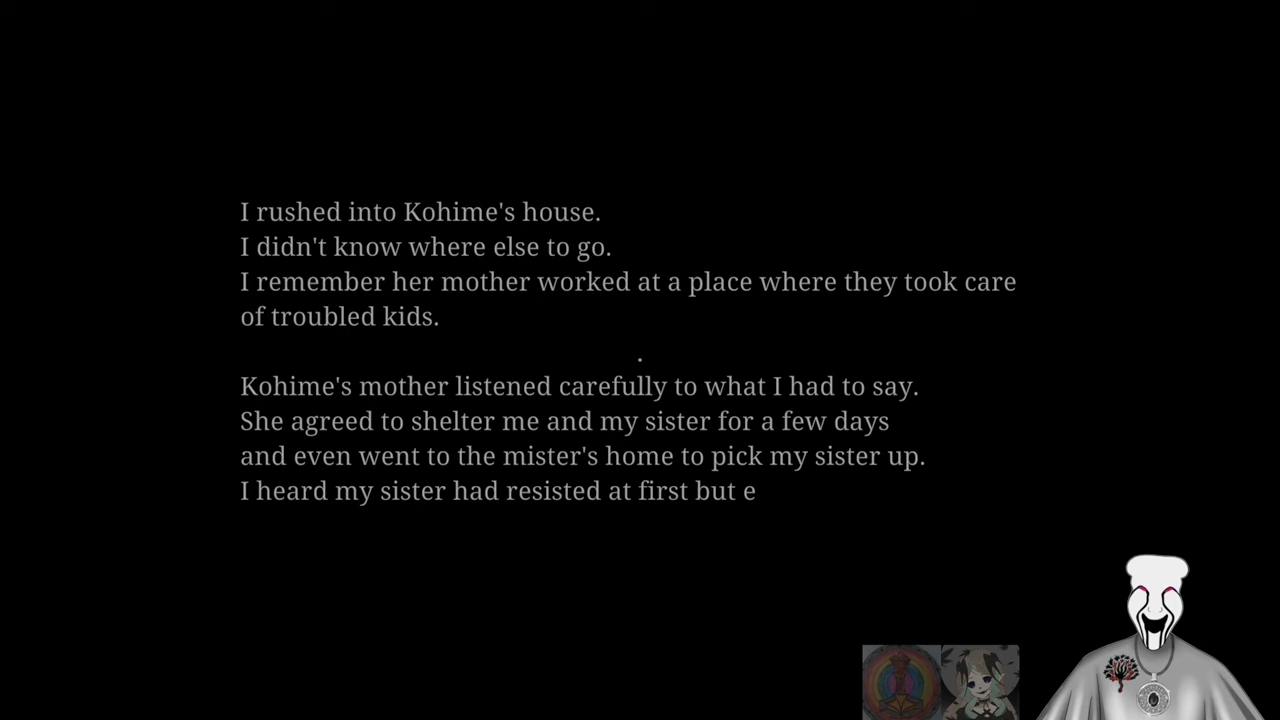 I rushed into Kohime's house.
I didn't know where else to go.
I remember her mother worked at a place where they took care
of troubled kids.
.
Kohime's mother listened carefully to what I had to say.
She agreed to shelter me and my sister for a few days
and even went to the mister's home to pick my sister up.
I heard my sister had resisted at first but e